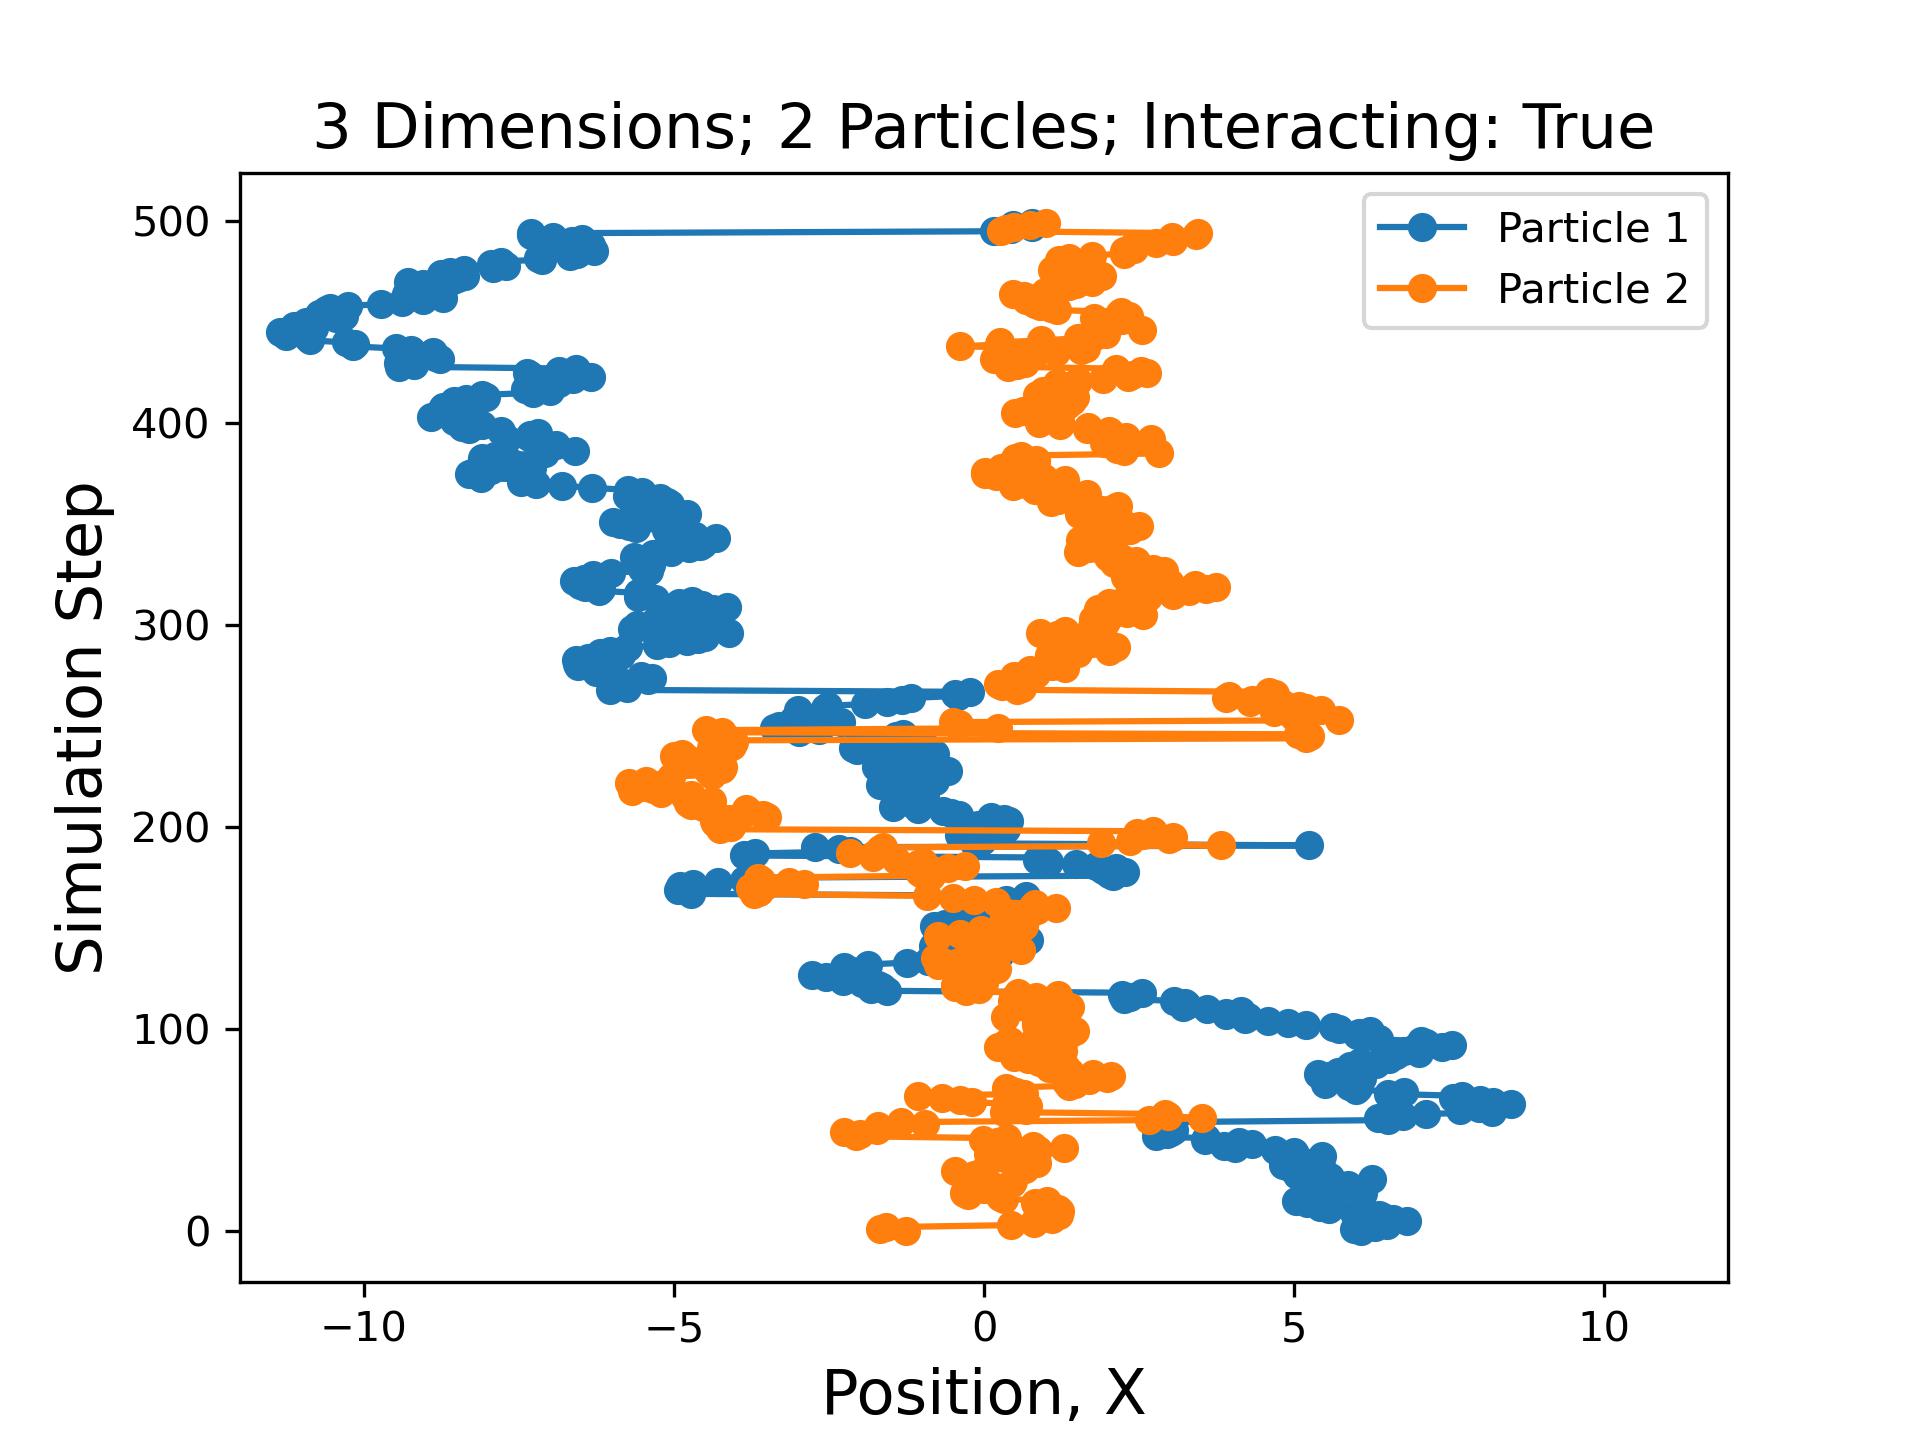 3 Dimensions; 2 Particles; Interacting: True
Particle 1
Particle 2
500
400
300
200
100
0
Simulation Step
−10
−5
0
5
10
Position, X